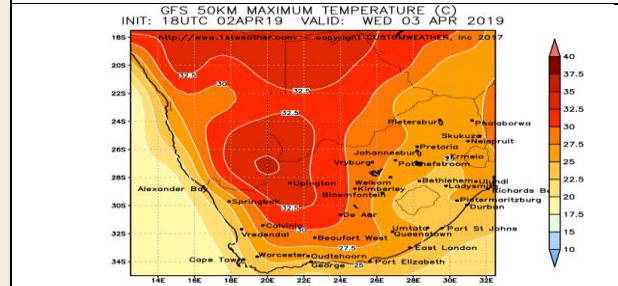 GFS 50KM MAXIMUM TEMPERATURE (C)
INIT: 18UTC 02APR19 VALID: WED 03 APR 2019
http://www.1stweather.com - copyright CUSTOMWEATHER, Inc 2017
18S
20S
22S
24S
26S
28S
30S
32S
34S
32.5
30
32.5
32.5
32.5
30
27.5
25
Pietersburg
Phalaborwa
Skukuza
Nelspruit
Pretoria
Johannesburg
Ermelo
Vryburg
Potchefstroom
Welkom
Bethlehem
Ulundi
Ladysmith
Richards B
Upington
Kimberley
Bloemfontein
Alexander Bay
Springbok
Pietermaritzburg
Durban
De Aar
Calvinia
Vredendal
Umtata
Port St Johns
Queenstown
Beaufort West
East London
Worcester
Oudtshoorn
Cape Town
George
Port Elizabeth
14E 16E 18E 20E 22E 24E 26E 28E 30E 32E
40
37.5
35
32.5
30
27.5
25
22.5
20
17.5
15
10